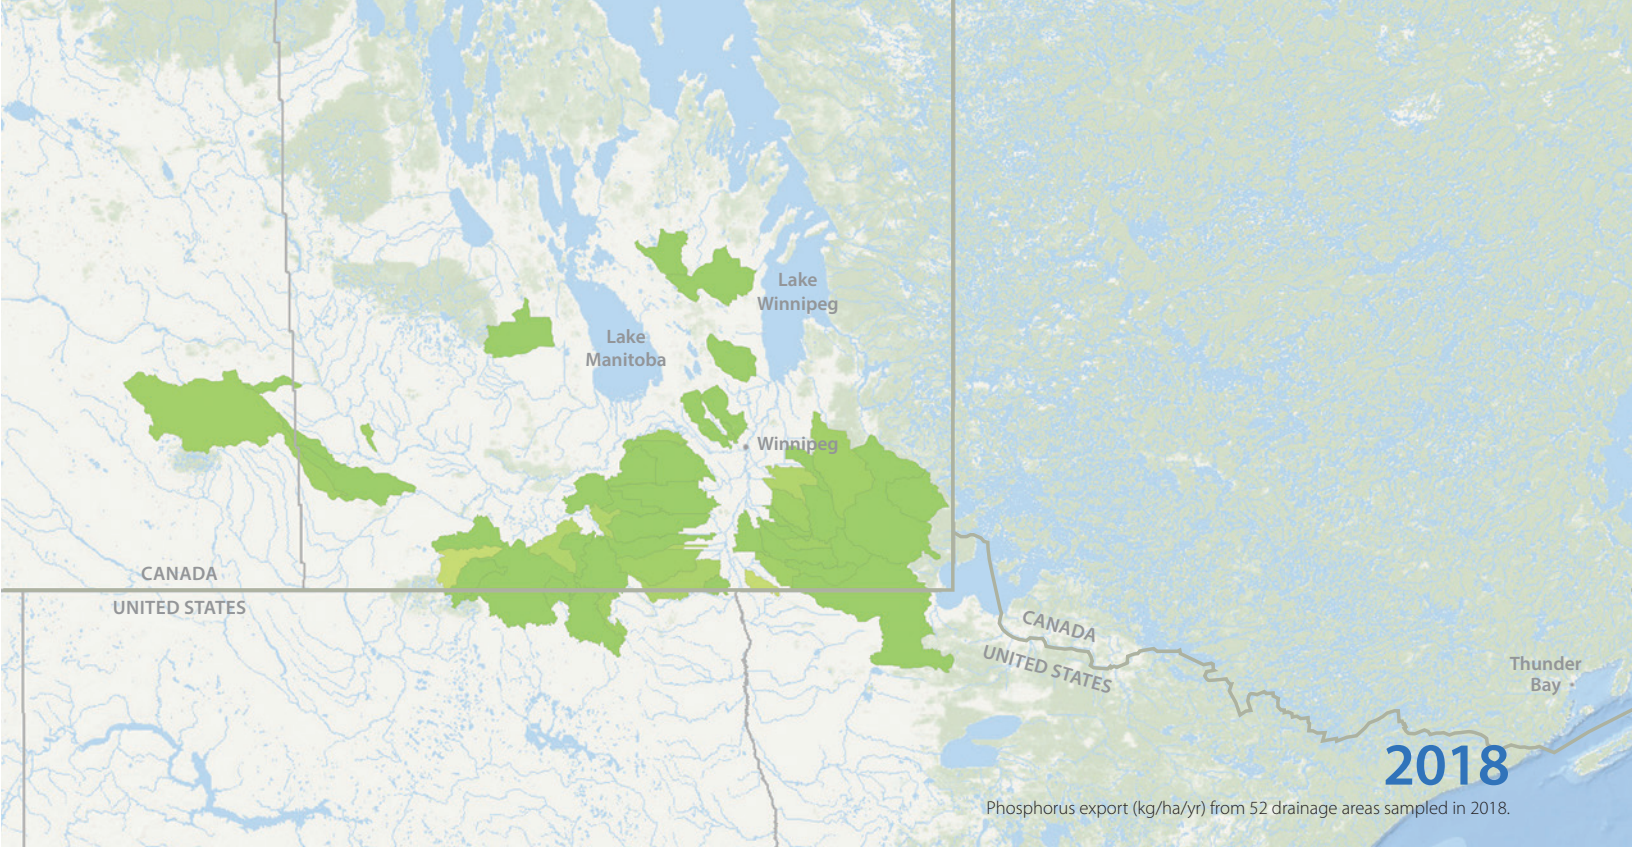 Lake
Winnipeg
Lake
Manitoba
Winnipeg
CANADA
UNITED STATES
CANADA
UNITED STATES
Thunder
Bay
2018
Phosphorus export (kg/ha/yr) from 52 drainage areas sampled in 2018.